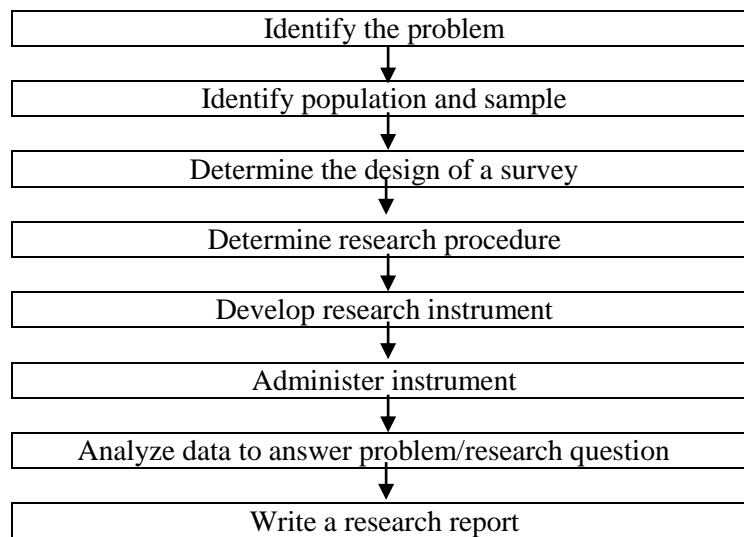 Identify the problem
Identify population and sample
Determine the design of a survey
Determine research procedure
Develop research instrument
Administer instrument
Analyze data to answer problem/research question
Write a research report